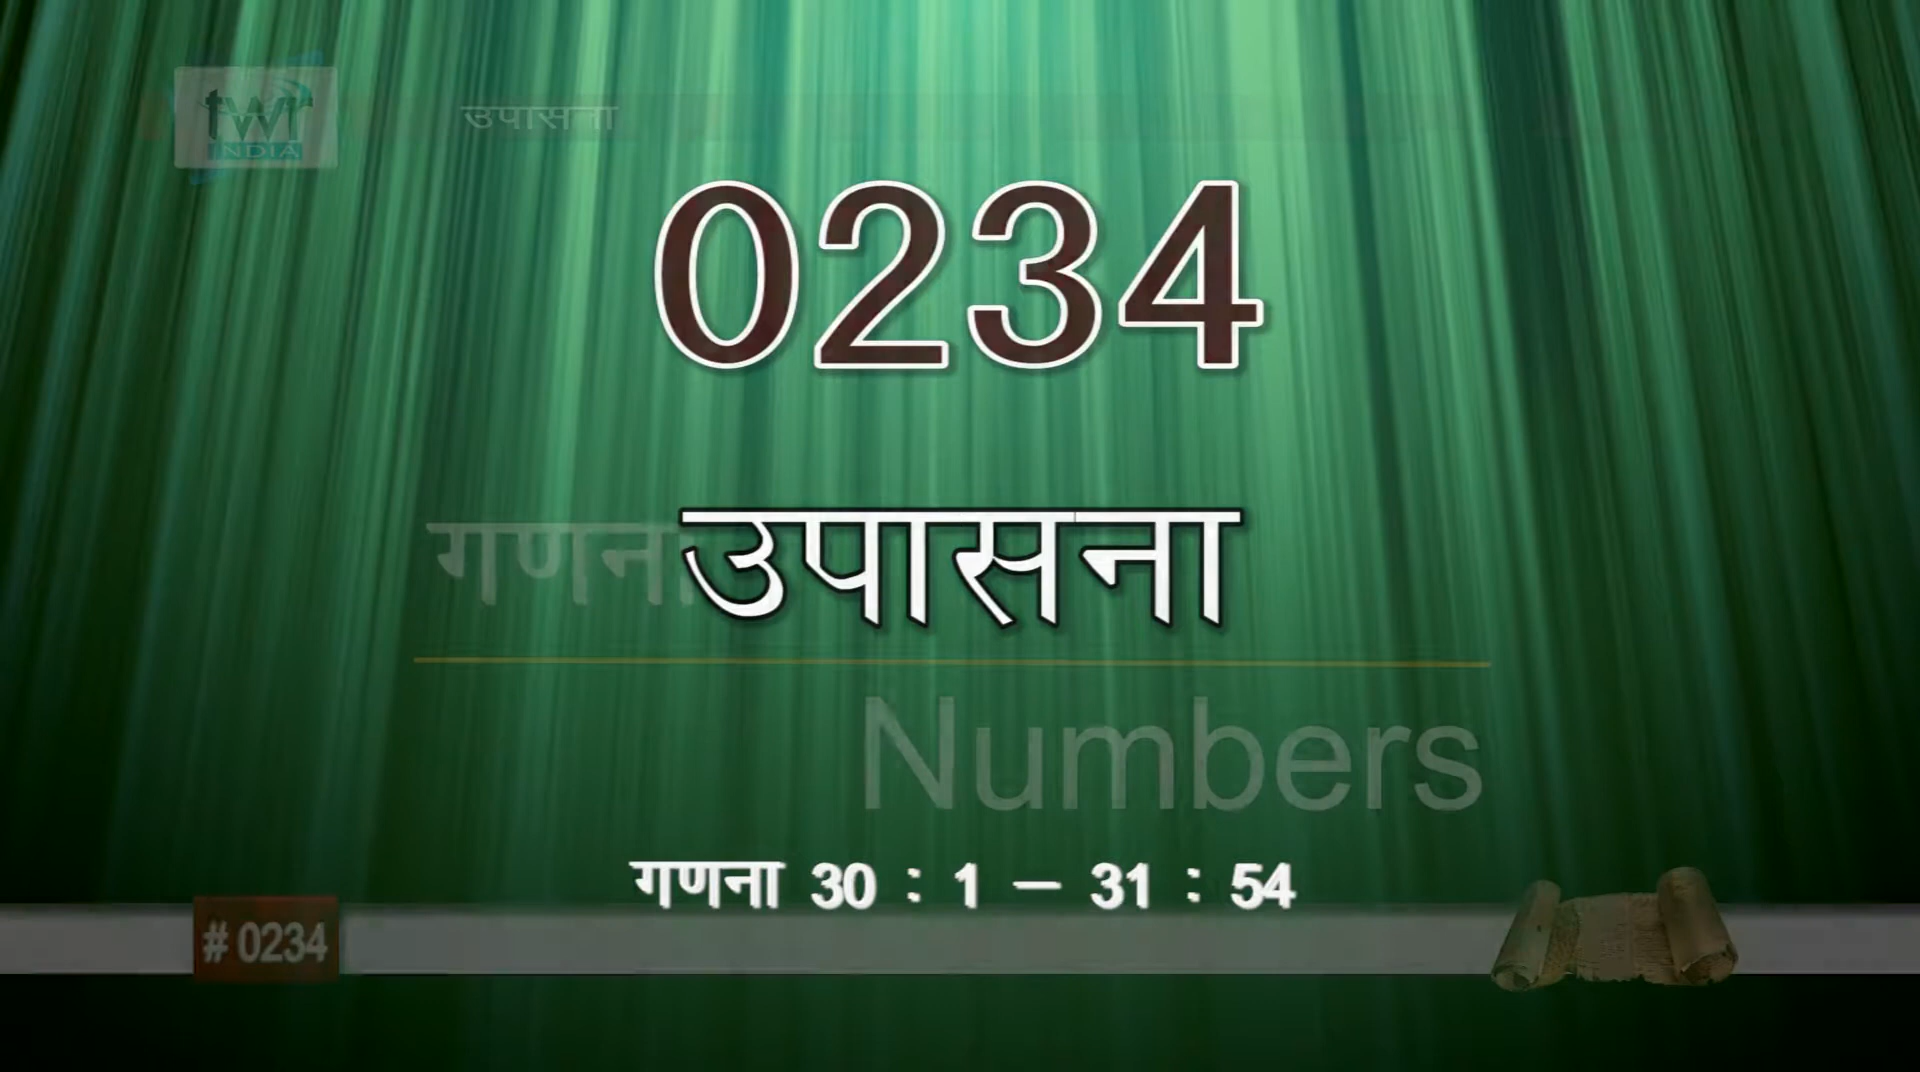 twr
INDIA
उपासना
0234
उपासना
गणना
Numbers
गणना 30 : 1 – 31 : 54
# 0234